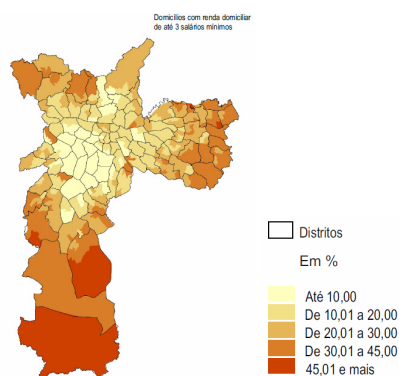 Domicílios com renda domiciliar
de até 3 salários mínimos
Distritos
Em %
Até 10,00
De 10,01 a 20,00
De 20,01 a 30,00
De 30,01 a 45,00
45,01 e mais